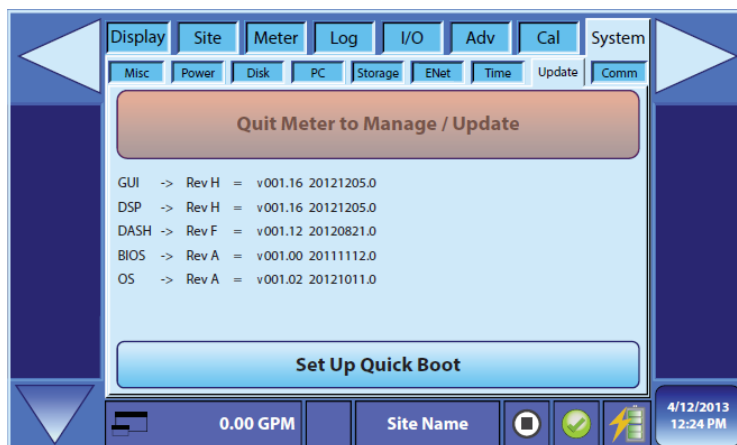 Display Site Meter Log I/O Adv Cal System
Misc Power Disk PC Storage ENet Time Update Comm
Quit Meter to Manage / Update
GUI -> Rev H = v001.16 20121205.0
DSP -> Rev H = v001.16 20121205.0
DASH -> Rev F = v001.12 20120821.0
BIOS -> Rev A = v001.00 20111112.0
OS -> Rev A = v001.02 20121011.0
Set Up Quick Boot
0.00 GPM Site Name
4/12/2013
12:24 PM